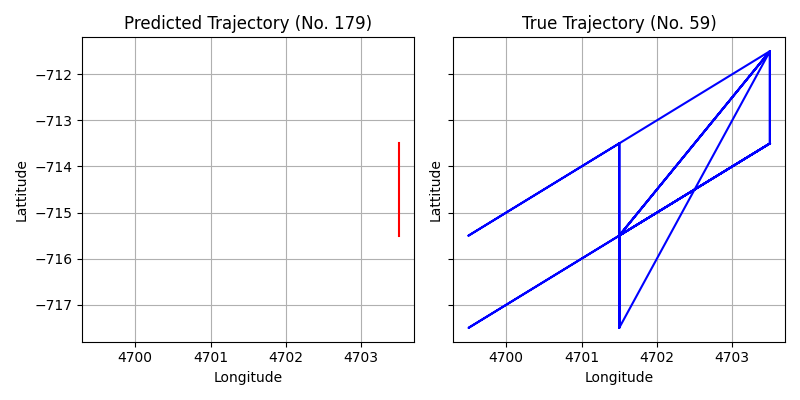 Predicted Trajectory (No. 179)
True Trajectory (No. 59)
Lattitude
−712
−713
−714
−715
−716
−717
4700
4701
4702
4703
Longitude
Lattitude
4700
4701
4702
4703
Longitude